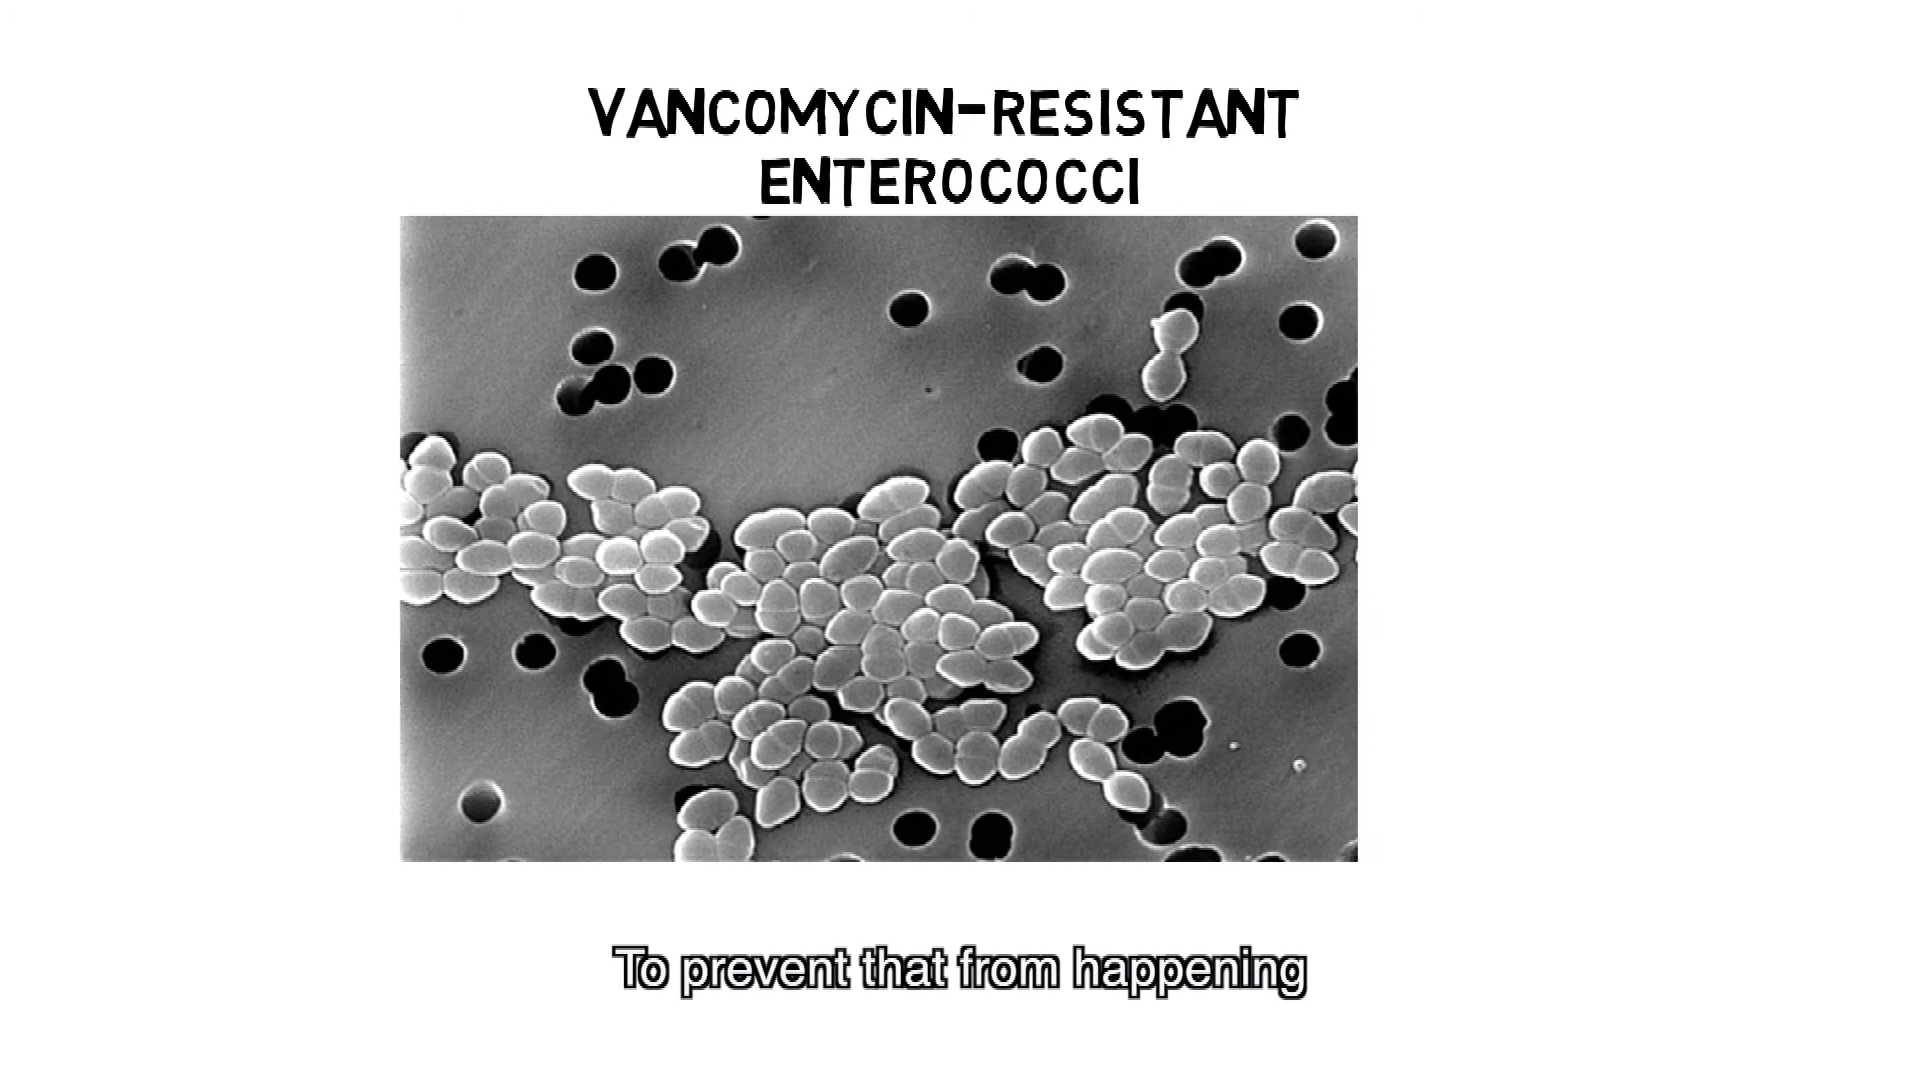 VANCOMYCIN-RESISTANT
ENTEROCOCCI
To prevent that from happening